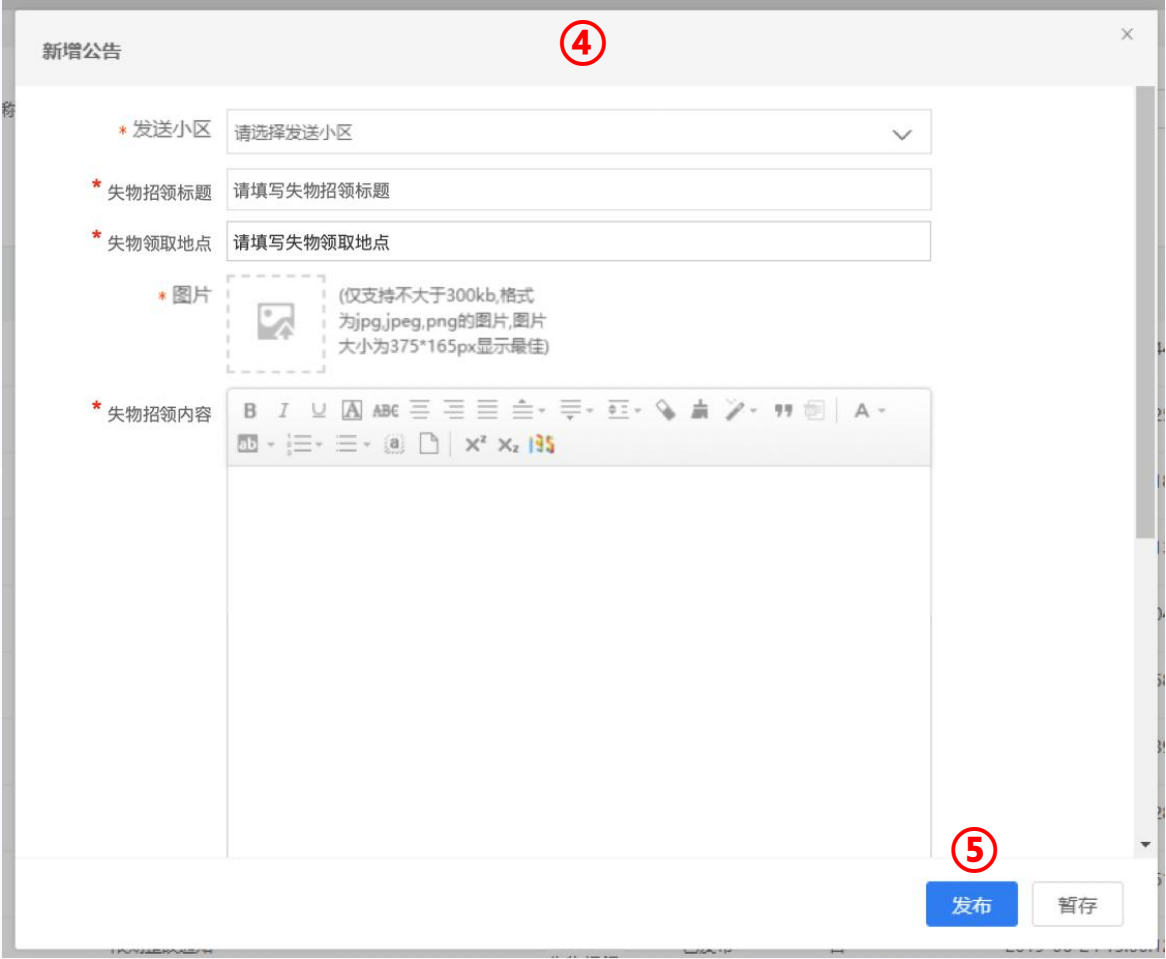 ④
新增公告
×
称
* 发送小区 请选择发送小区
* 失物招领标题 请填写失物招领标题
* 失物领取地点 请填写失物领取地点
* 图片
(仅支持不大于300kb,格式
为jpg,jpeg,png的图片,图片
大小为375*165px显示最佳)
* 失物招领内容
B I U A ABC A
ab a X² X₂
⑤
发布 暂存